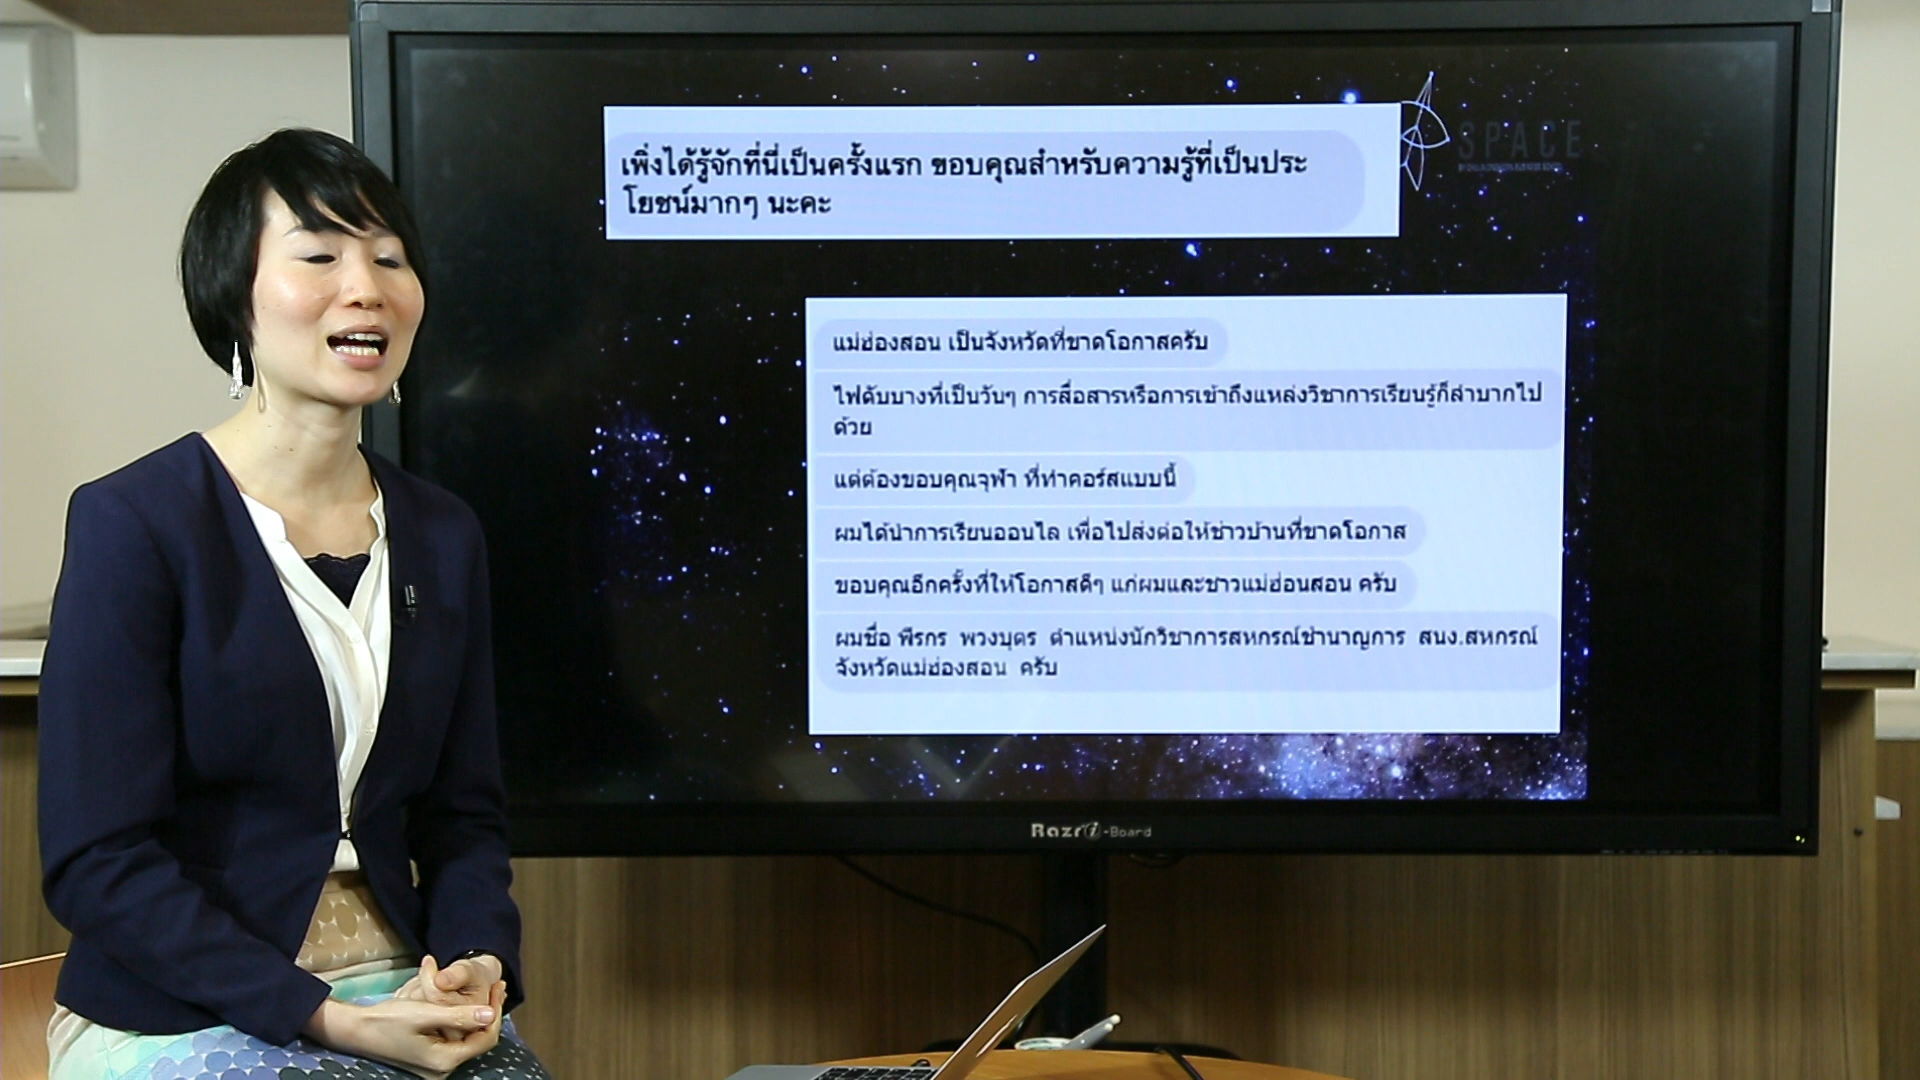 SPACE
เพิ่งได้รู้จักที่นี่เป็นครั้งแรก ขอบคุณสำหรับความรู้ที่เป็นประ
โยชน์มากๆ นะคะ
แม่ฮ่องสอน เป็นจังหวัดที่ขาดโอกาสครับ
ไฟดับบางที่เป็นวันๆ การสื่อสารหรือการเข้าถึงแหล่งวิชาการเรียนรู้ก็ลำบากไป
ด้วย
แต่ต้องขอบคุณจุฬา ที่ทำคอร์สแบบนี้
ผมได้นำการเรียนออนไล เพื่อไปส่งต่อให้ชาวบ้านที่ขาดโอกาส
ขอบคุณอีกครั้งที่ให้โอกาสดีๆ แก่ผมและชาวแม่ฮ่อนสอน ครับ
ผมชื่อ พีรกร พวงบุตร ตำแหน่งนักวิชาการสหกรณ์ชำนาญการ สนง.สหกรณ์
จังหวัดแม่ฮ่องสอน ครับ
Razr i-Board